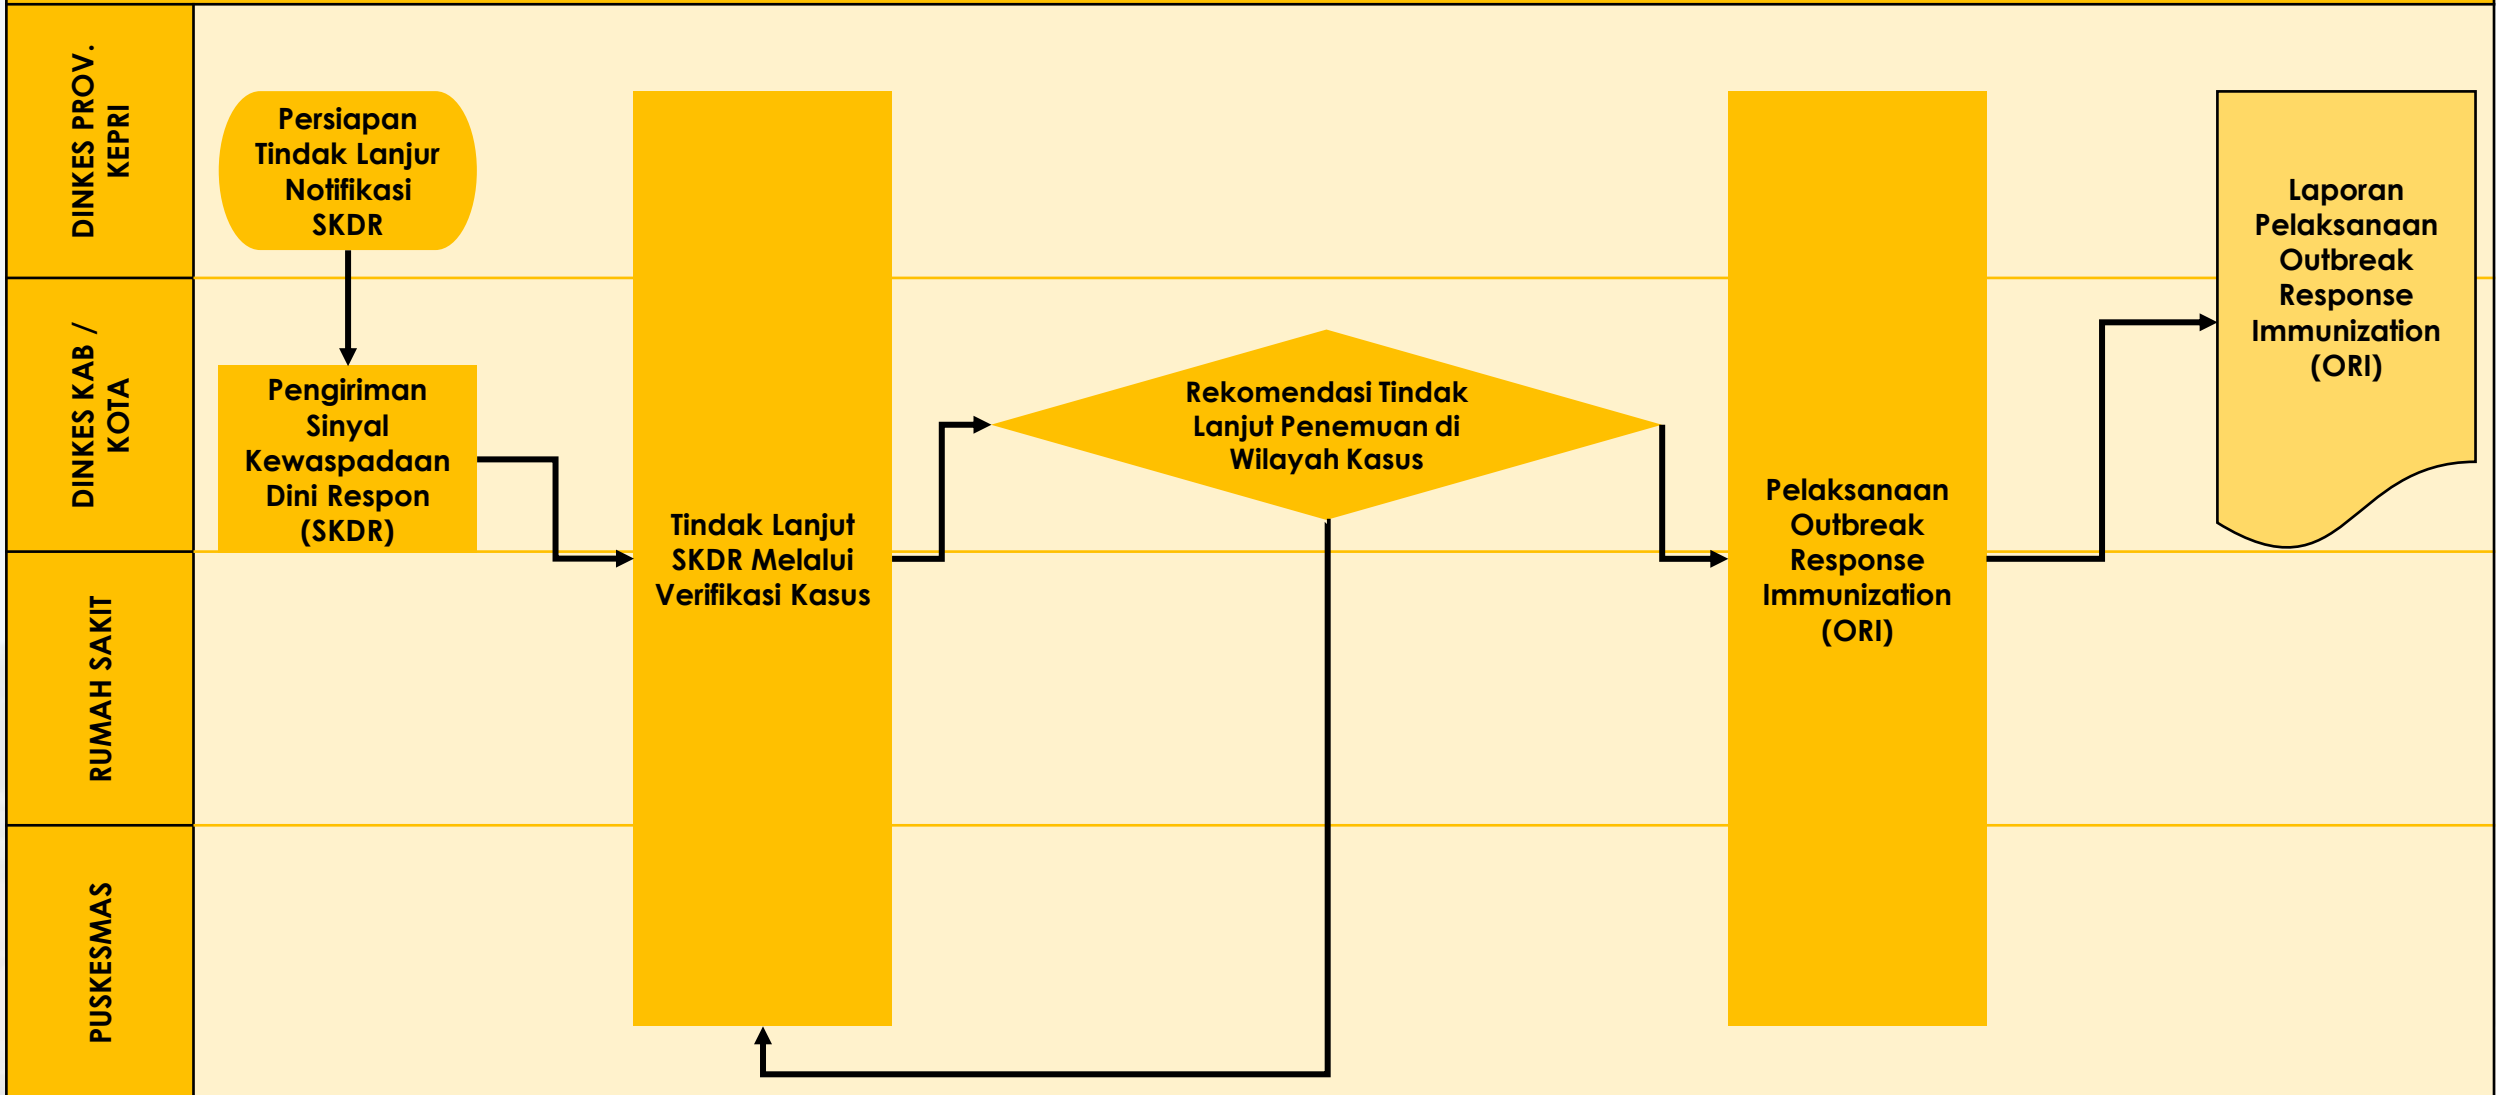 DINKES PROV.
KEPRI
Persiapan
Tindak Lanjur
Notifikasi
SKDR
DINKES KAB /
KOTA
Pengiriman
Sinyal
Kewaspadaan
Dini Respon
(SKDR)
Tindak Lanjut
SKDR Melalui
Verifikasi Kasus
Rekomendasi Tindak
Lanjut Penemuan di
Wilayah Kasus
Pelaksanaan
Outbreak
Response
Immunization
(ORI)
Laporan
Pelaksanaan
Outbreak
Response
Immunization
(ORI)
RUMAH SAKIT
PUSKESMAS